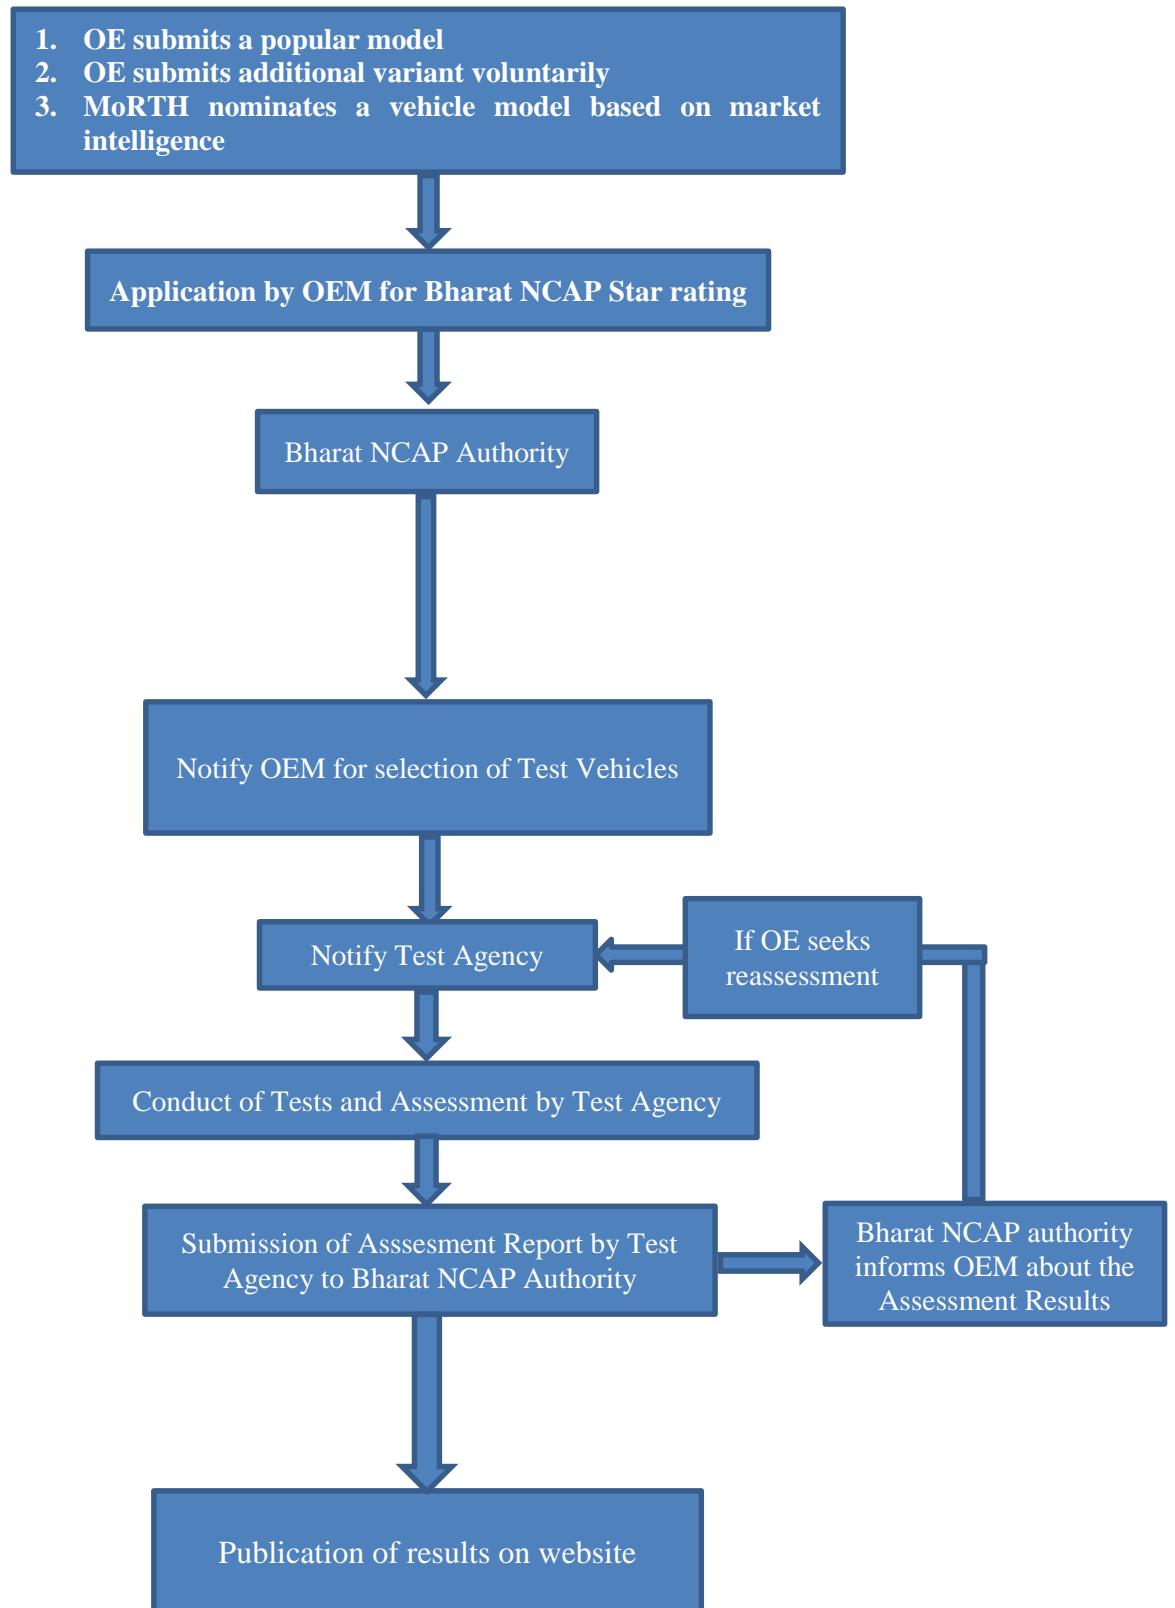 1. OE submits a popular model
2. OE submits additional variant voluntarily
3. MoRTH nominates a vehicle model based on market
intelligence
Application by OEM for Bharat NCAP Star rating
Bharat NCAP Authority
Notify OEM for selection of Test Vehicles
Notify Test Agency
If OE seeks
reassessment
Conduct of Tests and Assessment by Test Agency
Submission of Asssesment Report by Test
Agency to Bharat NCAP Authority
Bharat NCAP authority
informs OEM about the
Assessment Results
Publication of results on website